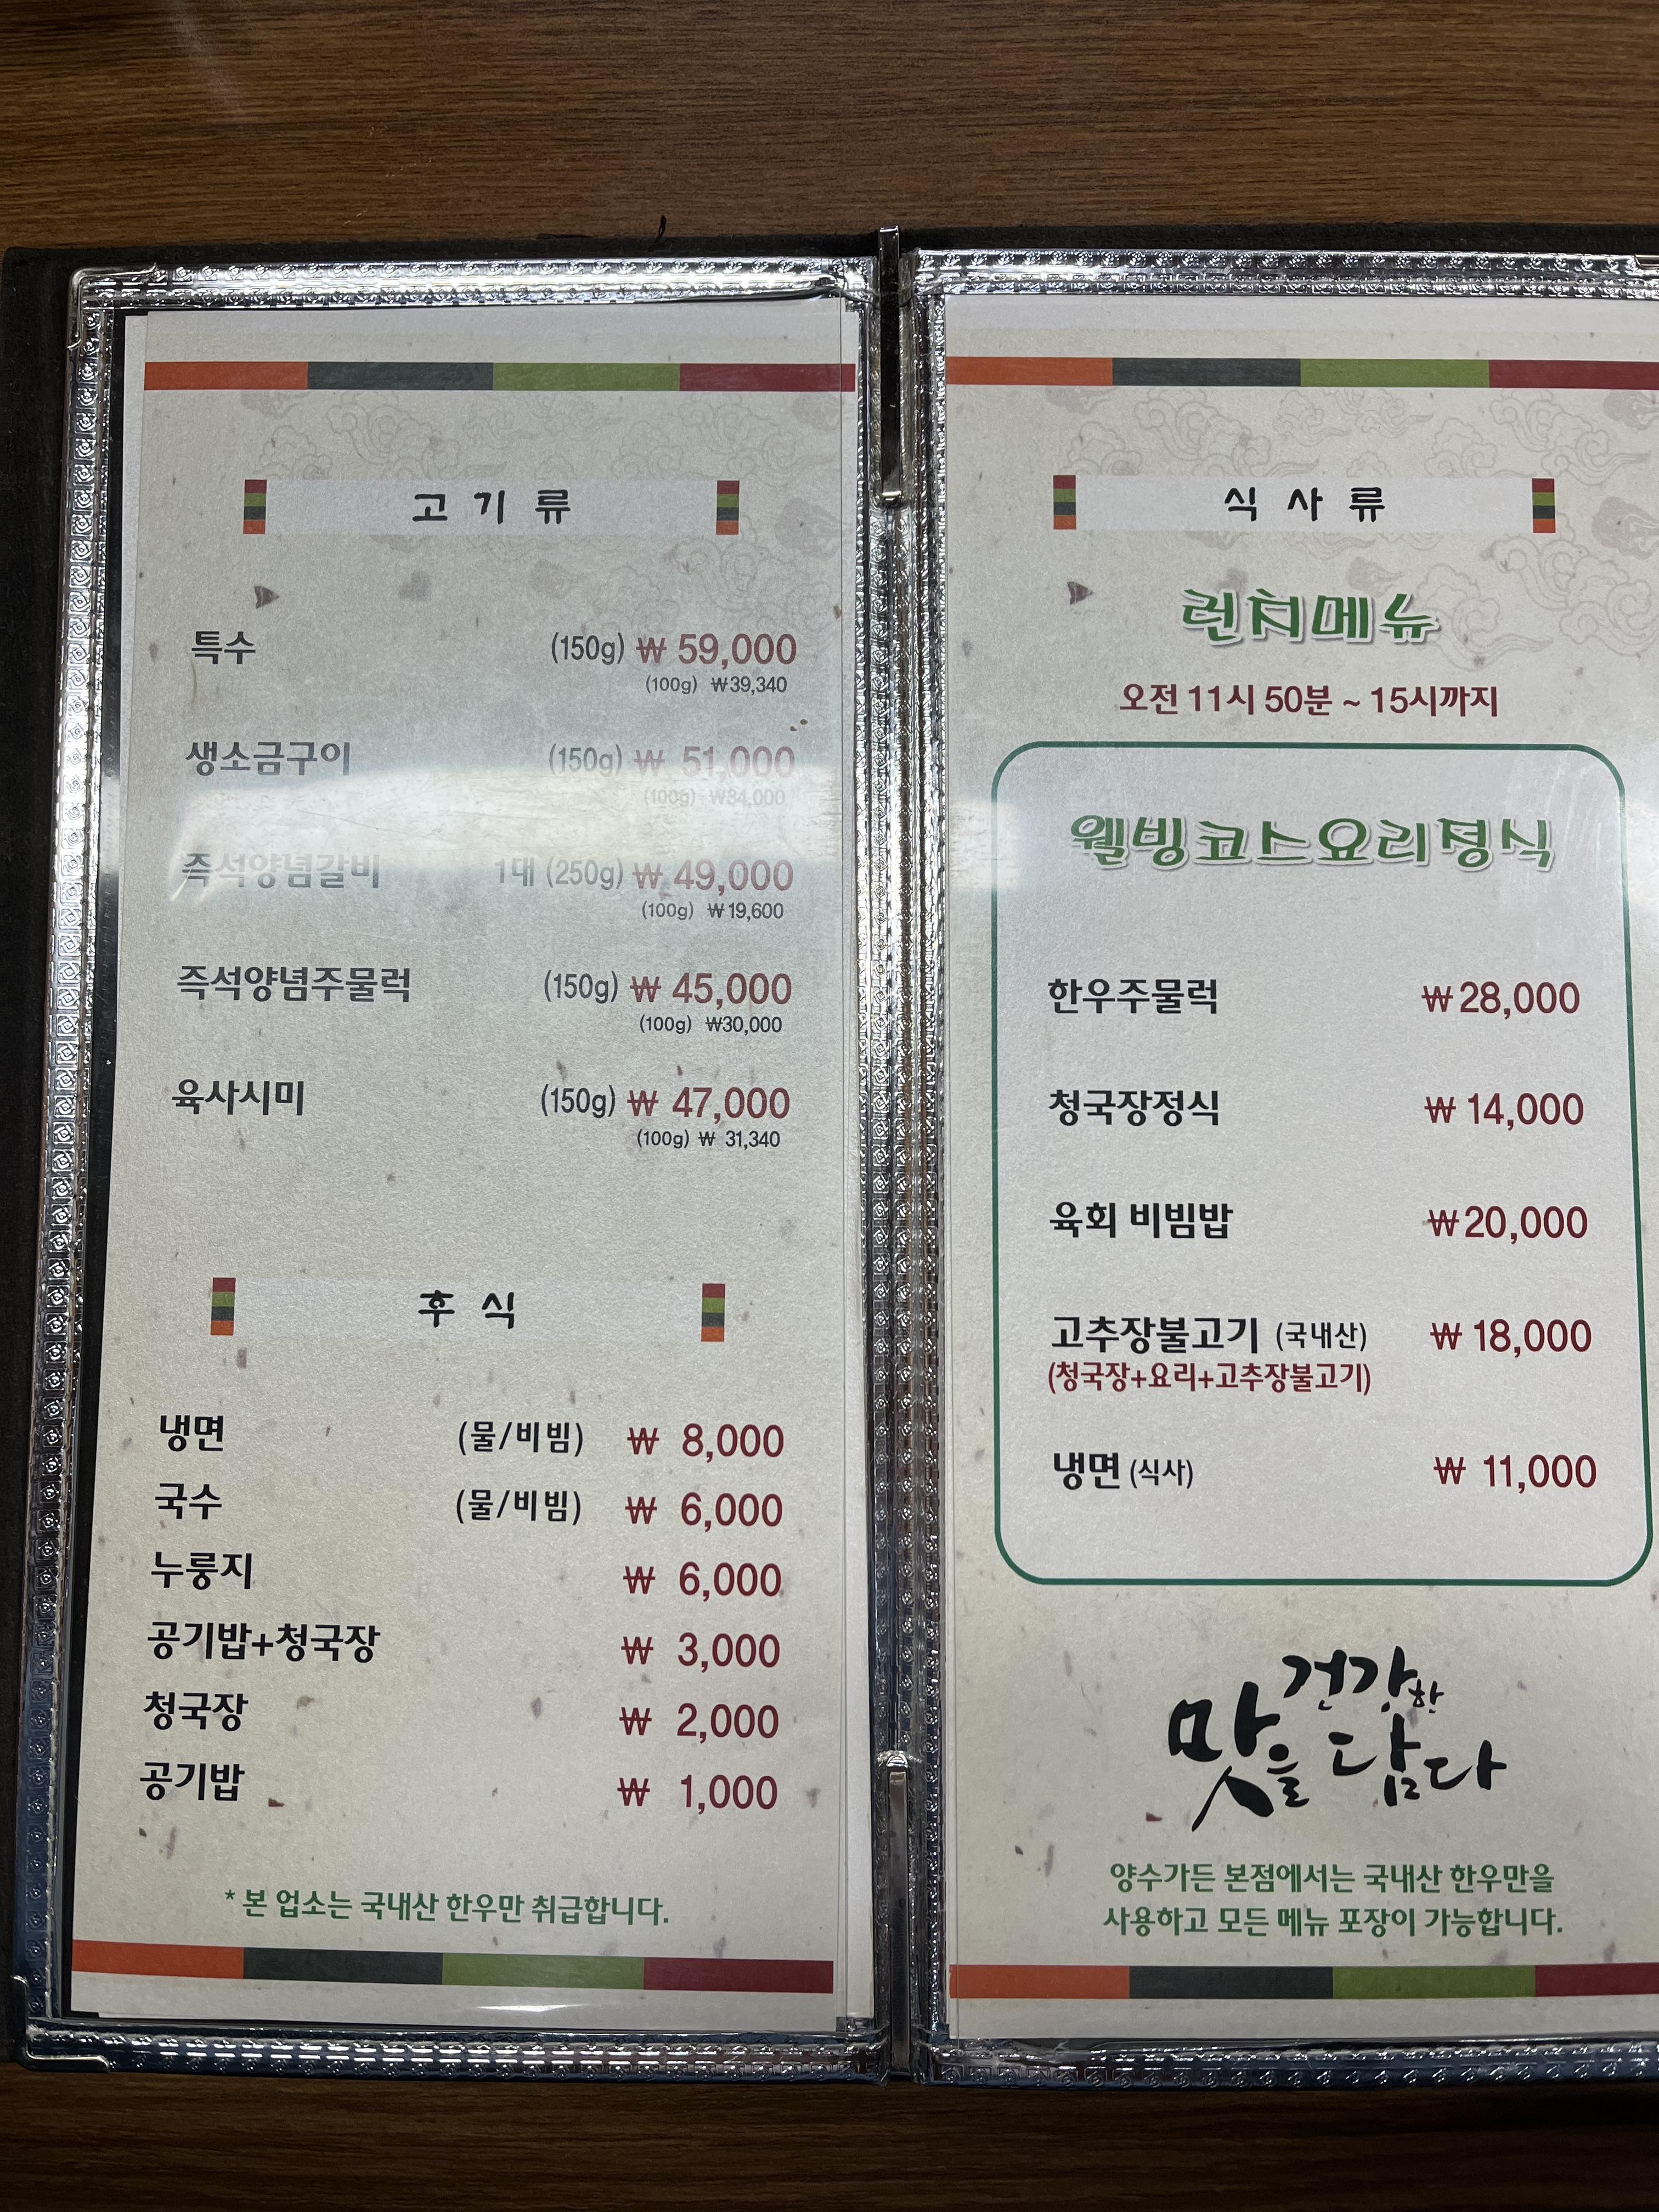 고기류
특수 (150g) ₩ 59,000
(100g) ₩39,340
생소금구이 (150g) ₩ 51,000
(100g) ₩34,000
즉석양념갈비 1대 (250g) ₩ 49,000
(100g) ₩19,600
즉석양념주물럭 (150g) ₩ 45,000
(100g) ₩30,000
육사시미 (150g) ₩ 47,000
(100g) ₩ 31,340
후식
냉면 (물/비빔) ₩ 8,000
국수 (물/비빔) ₩ 6,000
누룽지 ₩ 6,000
공기밥+청국장 ₩ 3,000
청국장 ₩ 2,000
공기밥 ₩ 1,000
* 본 업소는 국내산 한우만 취급합니다.
식사류
런치메뉴
오전 11시 50분 ~ 15시까지
웰빙코스요리정식
한우주물럭 ₩28,000
청국장정식 ₩ 14,000
육회 비빔밥 ₩20,000
고추장불고기 (국내산) ₩ 18,000
(청국장+요리+고추장불고기)
냉면 (식사) ₩ 11,000
건강한
맛을 담다
양수가든 본점에서는 국내산 한우만을
사용하고 모든 메뉴 포장이 가능합니다.